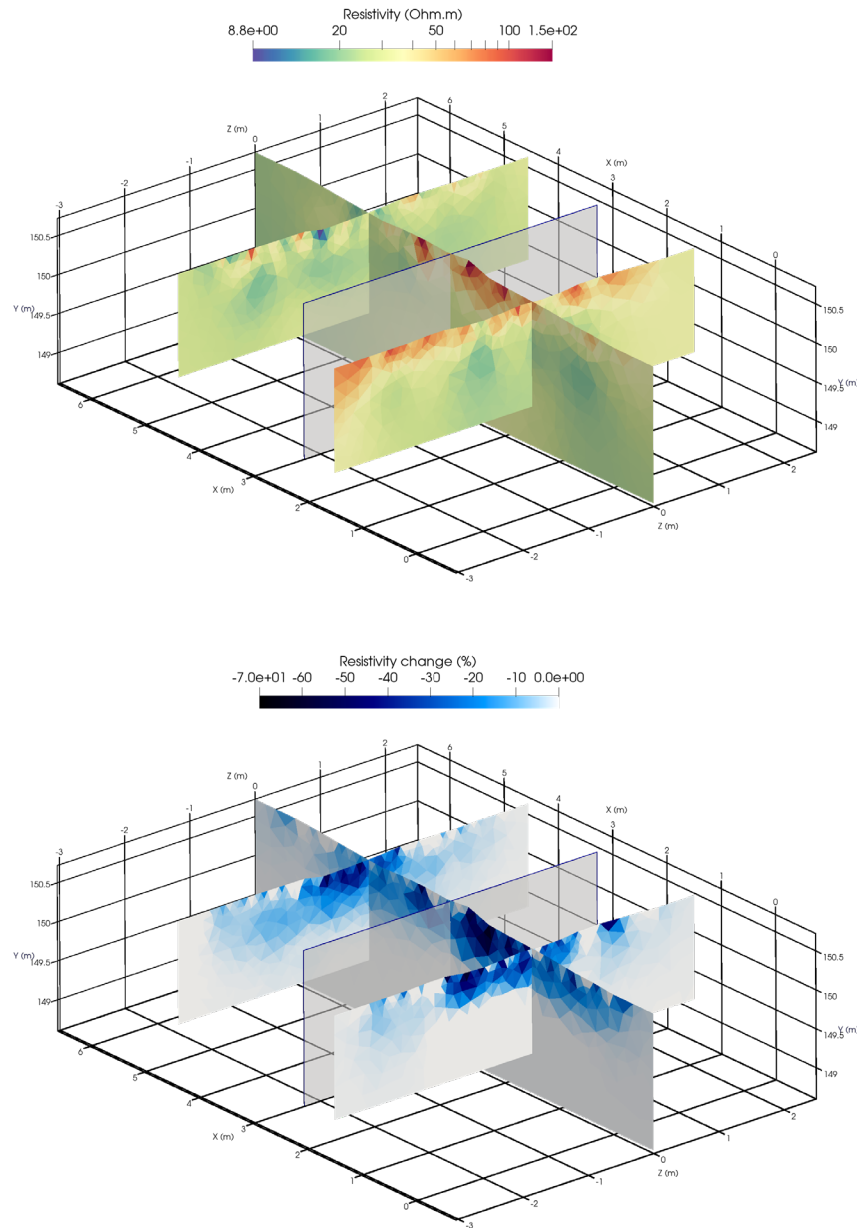 Resistivity (Ohm.m)
8.8e+00 20 50 100 1.5e+02
2 6
Z (m) 0 1 5 X (m)
-1 4 3
-2 2
-3 1
0
150.5 150.5
150 150
Y (m) 149.5 149.5 Y (m)
149 149
6
5
4 2
X (m) 3 1
2 0 Z (m)
1 -1
0 -2
-3
Resistivity change (%)
-7.0e+01 -60 -50 -40 -30 -20 -10 0.0e+00
2 6
Z (m) 0 1 5 X (m)
-1 4 3
-2 2
-3 1
0
150.5 150.5
150 150
Y (m) 149.5 149.5 Y (m)
149 149
6
5
4 2
X (m) 3 1
2 0 Z (m)
1 -1
0 -2
-3